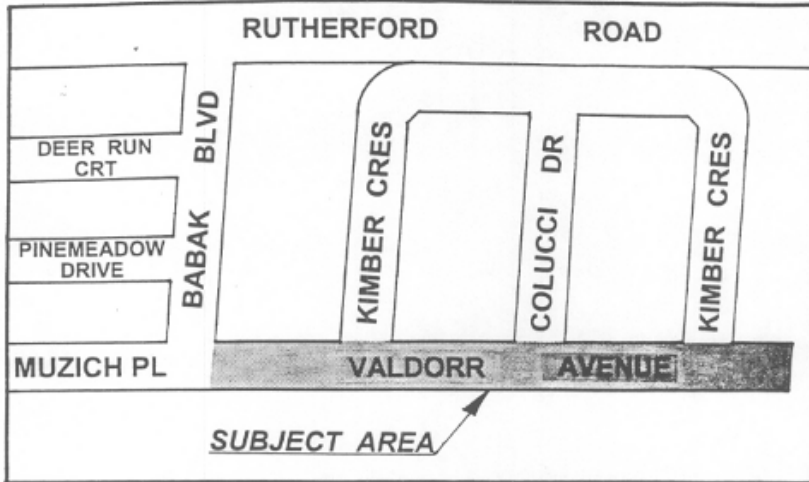 RUTHERFORD ROAD
BABAK BLVD
DEER RUN
CRT
PINEMEADOW
DRIVE
MUZICH PL
KIMBER CRES
COLUCCI DR
KIMBER CRES
VALDORR AVENUE
SUBJECT AREA